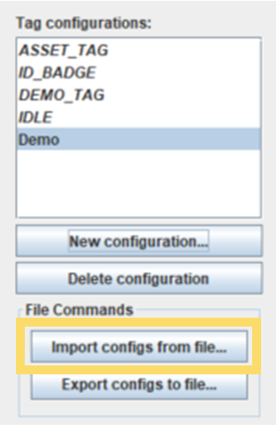 Tag configurations:
ASSET_TAG
ID_BADGE
DEMO_TAG
IDLE
Demo
New configuration...
Delete configuration
File Commands
Import configs from file...
Export configs to file...